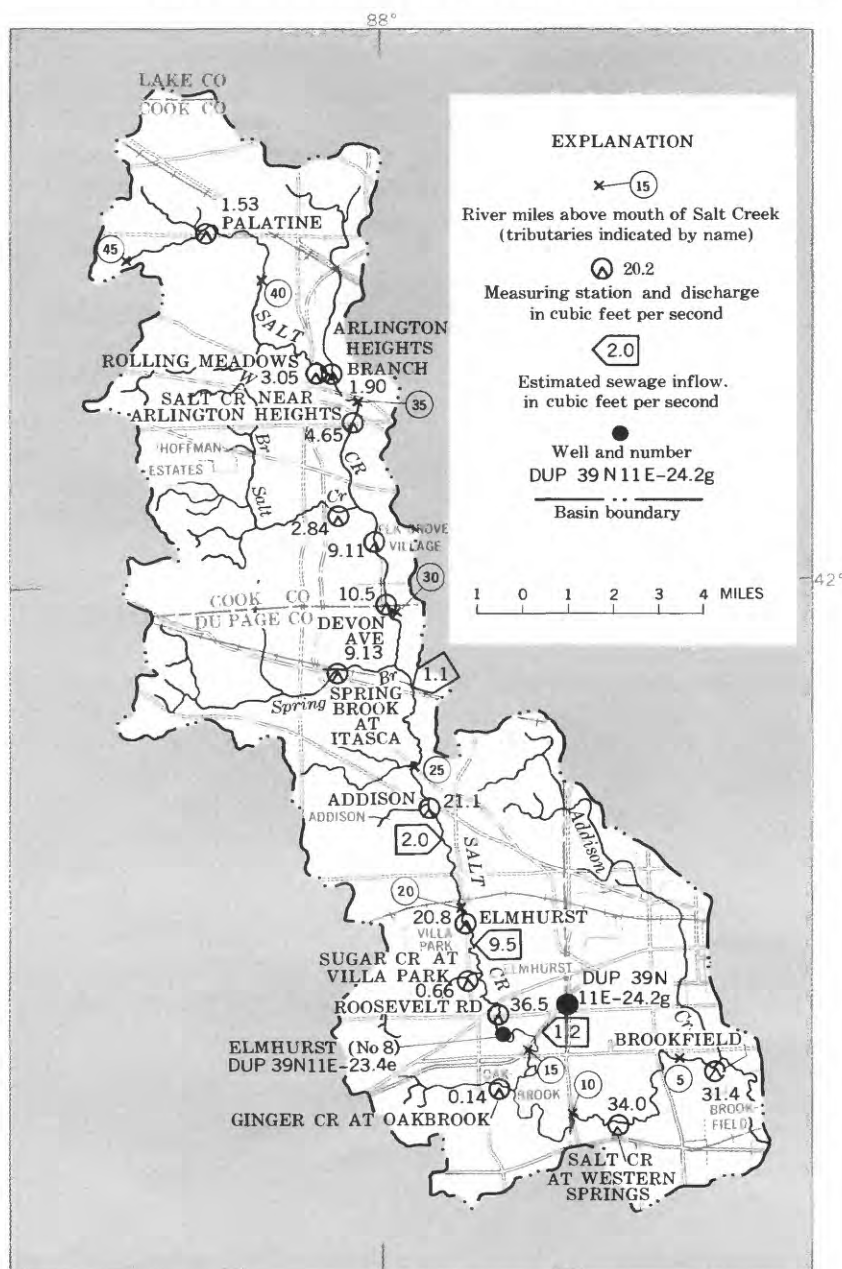 88°
LAKE CO
COOK CO
EXPLANATION
15
River miles above mouth of Salt Creek
(tributaries indicated by name)
20.2
Measuring station and discharge
in cubic feet per second
2.0
Estimated sewage inflow.
in cubic feet per second
Well and number
DUP 39 N 11 E-24.2g
Basin boundary
1 0 1 2 3 4 MILES
42°
1.53
PALATINE
45
40
SALT
ARLINGTON
HEIGHTS
BRANCH
ROLLING MEADOWS
3.05
1.90
W
SALT CR NEAR
ARLINGTON HEIGHTS
35
4.65
Br
HOFFMAN
ESTATES
CR
Salt
Cr
2.84
ELK GROVE
VILLAGE
9.11
30
10.5
COOK CO
DU PAGE CO
DEVON
AVE
9.13
Br
1.1
Spring
SPRING
BROOK
AT
ITASCA
25
ADDISON
21.1
ADDISON
2.0
SALT
Addison
20
20.8
ELMHURST
VILLA
PARK
9.5
SUGAR CR AT
VILLA PARK
ELMHURST
0.66
CR
DUP 39N
11E-24.2g
ROOSEVELT RD
36.5
Cr
1.2
BROOKFIELD
ELMHURST (No 8)
DUP 39N11E-23.4e
15
OAK
BROOK
10
5
0.14
31.4
GINGER CR AT OAKBROOK
34.0
BROOK-
FIELD
SALT CR
AT WESTERN
SPRINGS